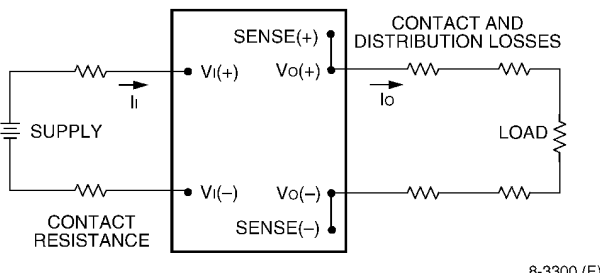 CONTACT AND
DISTRIBUTION LOSSES
SENSE(+)
VI(+)
VO(+)
II
IO
SUPPLY
LOAD
VI(–)
VO(–)
CONTACT
RESISTANCE
SENSE(–)
8-3300 (F)